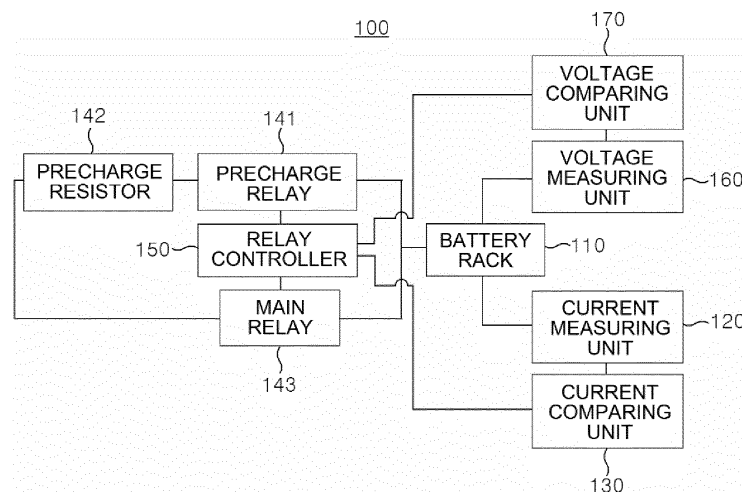 100
170
VOLTAGE
COMPARING
UNIT
142
141
PRECHARGE
RESISTOR
PRECHARGE
RELAY
VOLTAGE
MEASURING
UNIT
160
150
RELAY
CONTROLLER
BATTERY
RACK
110
MAIN
RELAY
143
CURRENT
MEASURING
UNIT
120
CURRENT
COMPARING
UNIT
130